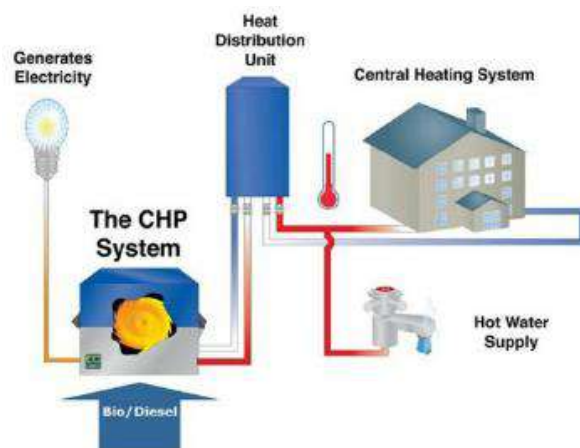 Heat
Distribution
Unit
Generates
Electricity
Central Heating System
The CHP
System
Hot Water
Supply
Bio/Diesel